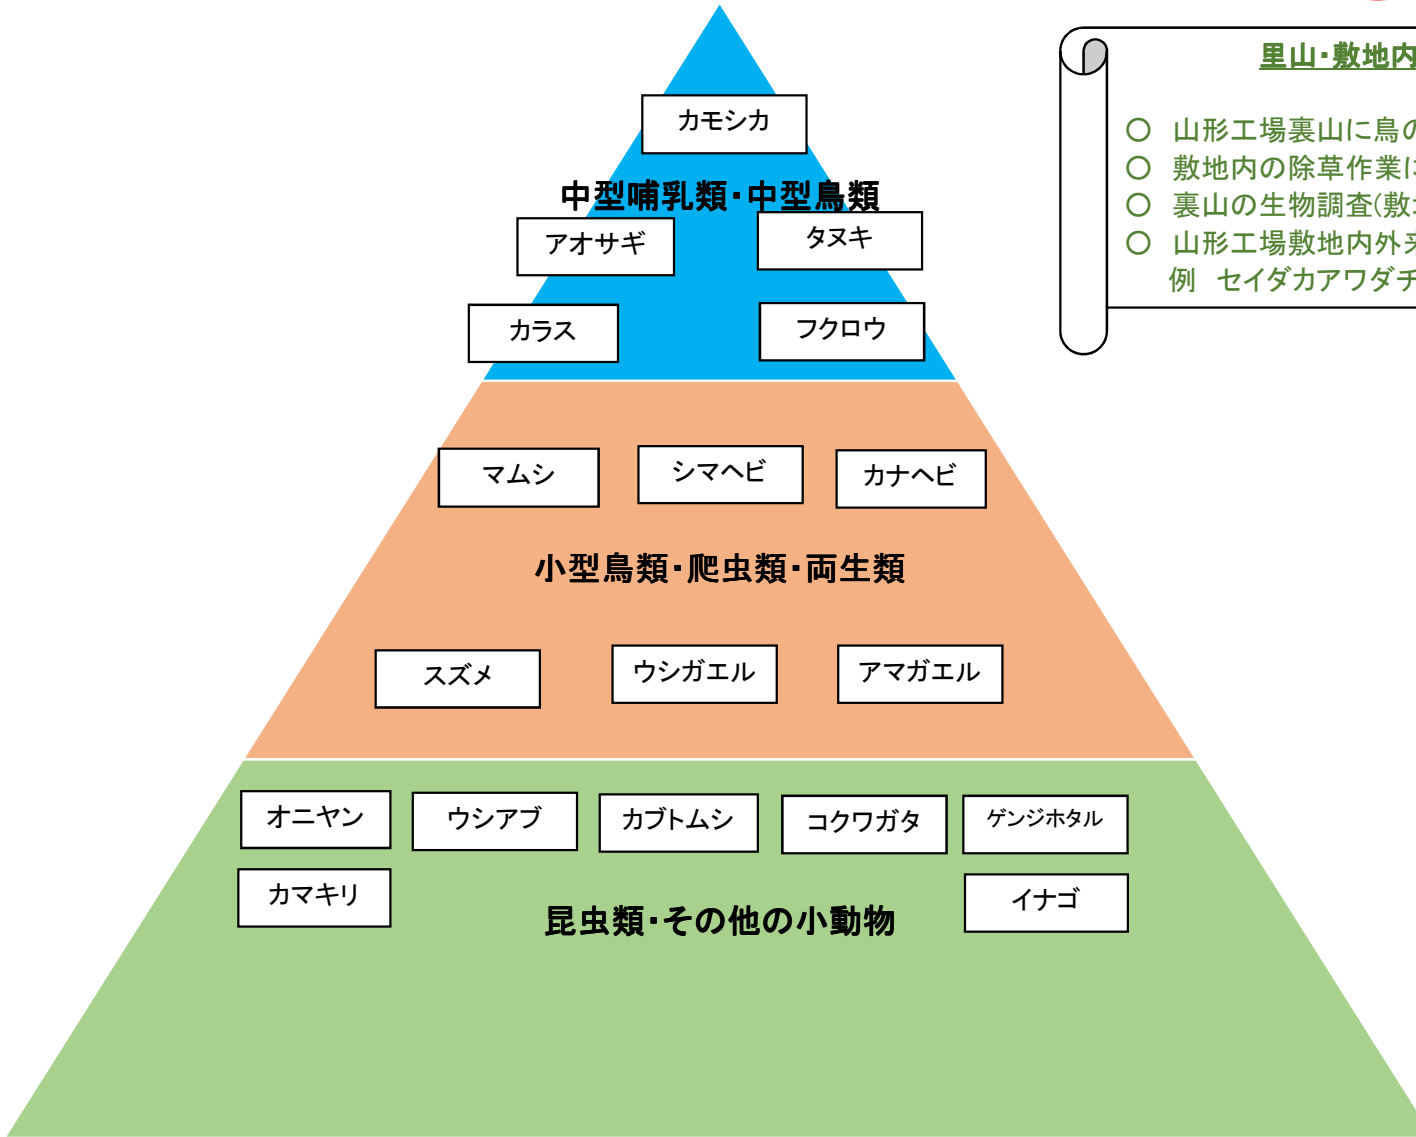 里山・敷地内
〇 山形工場裏山に鳥の
〇 敷地内の除草作業に
〇 裏山の生物調査(敷
〇 山形工場敷地内外来
例 セイダカアワダチ
カモシカ
中型哺乳類・中型鳥類
アオサギ
タヌキ
カラス
フクロウ
マムシ
シマヘビ
カナヘビ
小型鳥類・爬虫類・両生類
スズメ
ウシガエル
アマガエル
オニヤン
ウシアブ
カブトムシ
コクワガタ
ゲンジホタル
カマキリ
イナゴ
昆虫類・その他の小動物